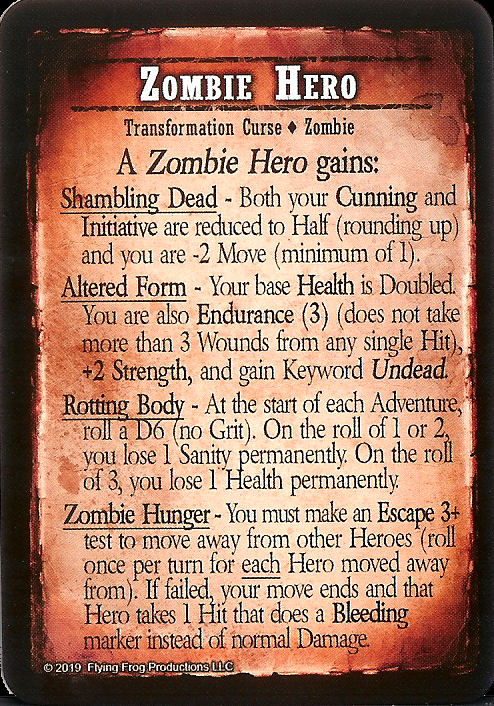 Zombie Hero
Transformation Curse ♦ Zombie
A Zombie Hero gains:
Shambling Dead - Both your Cunning and
Initiative are reduced to Half (rounding up)
and you are -2 Move (minimum of 1).
Altered Form - Your base Health is Doubled.
You are also Endurance (3) (does not take
more than 3 Wounds from any single Hit),
+2 Strength, and gain Keyword Undead.
Rotting Body - At the start of each Adventure,
roll a D6 (no Grit). On the roll of 1 or 2,
you lose 1 Sanity permanently. On the roll
of 3, you lose 1 Health permanently.
Zombie Hunger - You must make an Escape 3+
test to move away from other Heroes (roll
once per turn for each Hero moved away
from). If failed, your move ends and that
Hero takes 1 Hit that does a Bleeding
marker instead of normal Damage.
© 2019 Flying Frog Productions LLC